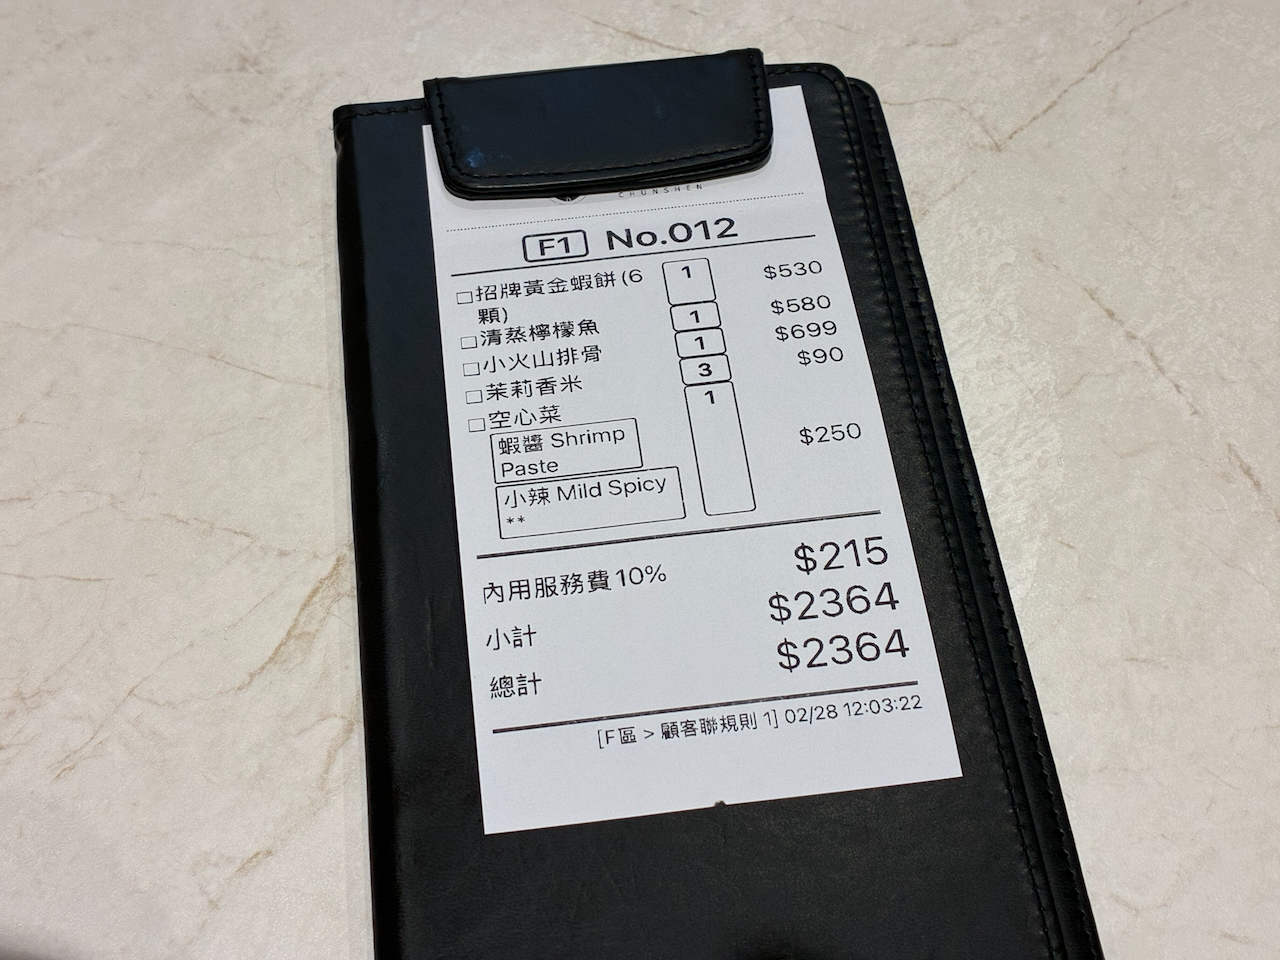 CHUNSHEN
F1 No.012
□招牌黃金蝦餅(6 1 $530
顆)
□清蒸檸檬魚 1 $580
□小火山排骨 1 $699
□茉莉香米 3 $90
□空心菜 1 $250
蝦醬 Shrimp
Paste
小辣 Mild Spicy
**
內用服務費10% $215
小計 $2364
總計 $2364
[F區 > 顧客聯規則 1] 02/28 12:03:22